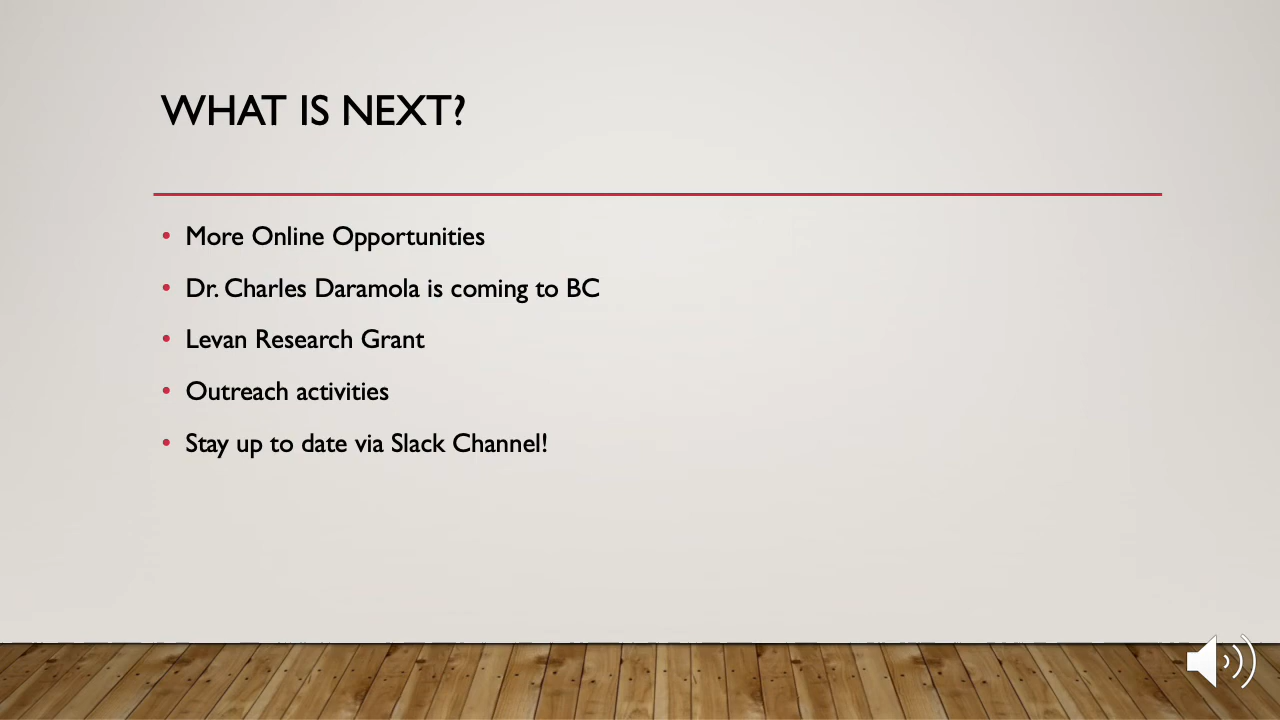 WHAT IS NEXT?
• More Online Opportunities
• Dr. Charles Daramola is coming to BC
• Levan Research Grant
• Outreach activities
• Stay up to date via Slack Channel!